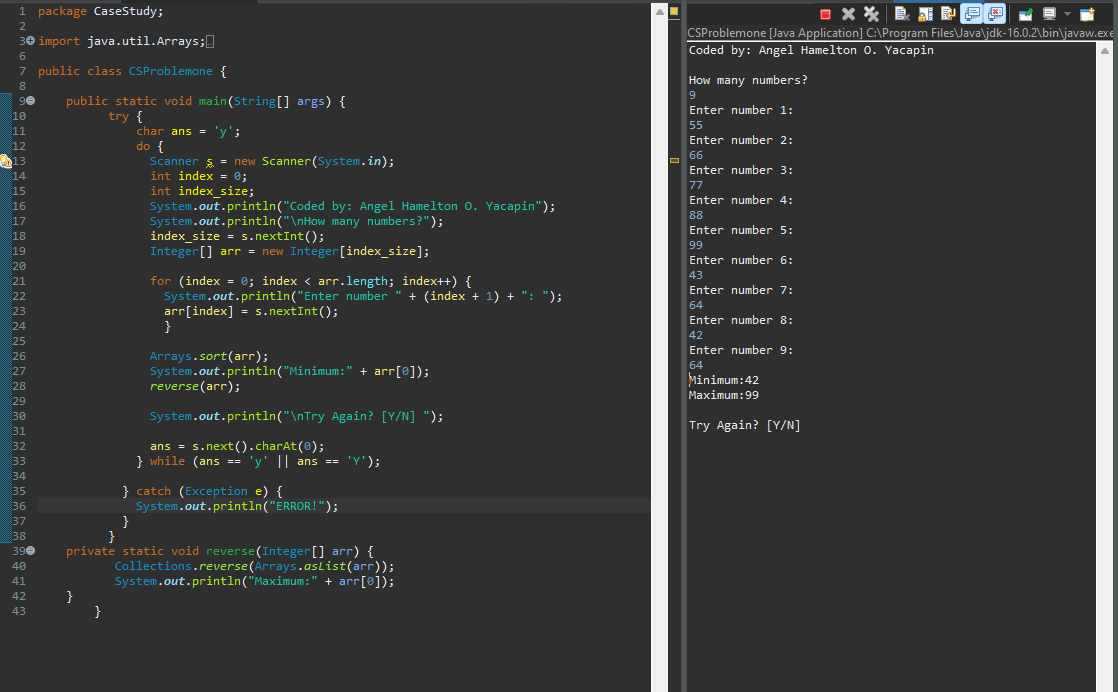 1 package CaseStudy;
2
3 import java.util.Arrays;
6
7 public class CSProblemone {
8
9 public static void main(String[] args) {
10 try {
11 char ans = 'y';
12 do {
13 Scanner s = new Scanner(System.in);
14 int index = 0;
15 int index_size;
16 System.out.println("Coded by: Angel Hamelton O. Yacapin");
17 System.out.println("\nHow many numbers?");
18 index_size = s.nextInt();
19 Integer[] arr = new Integer[index_size];
20
21 for (index = 0; index < arr.length; index++) {
22 System.out.println("Enter number " + (index + 1) + ": ");
23 arr[index] = s.nextInt();
24 }
25
26 Arrays.sort(arr);
27 System.out.println("Minimum:" + arr[0]);
28 reverse(arr);
29
30 System.out.println("\nTry Again? [Y/N] ");
31
32 ans = s.next().charAt(0);
33 } while (ans == 'y' || ans == 'Y');
34
35 } catch (Exception e) {
36 System.out.println("ERROR!");
37 }
38 }
39 private static void reverse(Integer[] arr) {
40 Collections.reverse(Arrays.asList(arr));
41 System.out.println("Maximum:" + arr[0]);
42 }
43 }
CSProblemone [Java Application] C:\Program Files\Java\jdk-16.0.2\bin\javaw.exe
Coded by: Angel Hamelton O. Yacapin
How many numbers?
9
Enter number 1:
55
Enter number 2:
66
Enter number 3:
77
Enter number 4:
88
Enter number 5:
99
Enter number 6:
43
Enter number 7:
64
Enter number 8:
42
Enter number 9:
64
Minimum:42
Maximum:99
Try Again? [Y/N]